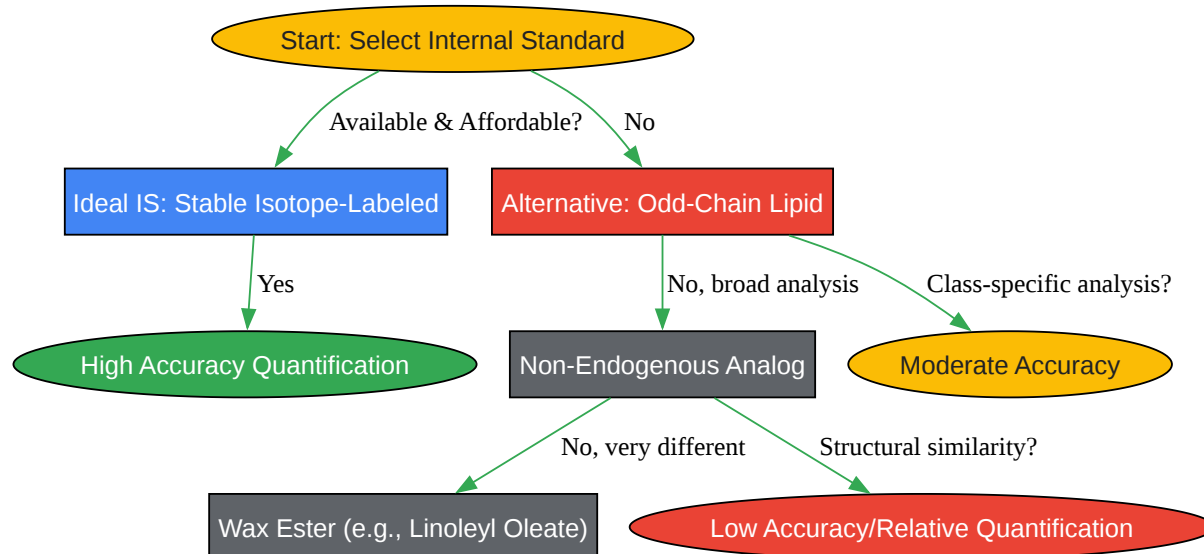 Start: Select Internal Standard
Available & Affordable?
No
Ideal IS: Stable Isotope-Labeled
Alternative: Odd-Chain Lipid
Yes
No, broad analysis
Class-specific analysis?
High Accuracy Quantification
Non-Endogenous Analog
Moderate Accuracy
No, very different
Structural similarity?
Wax Ester (e.g., Linoleyl Oleate)
Low Accuracy/Relative Quantification